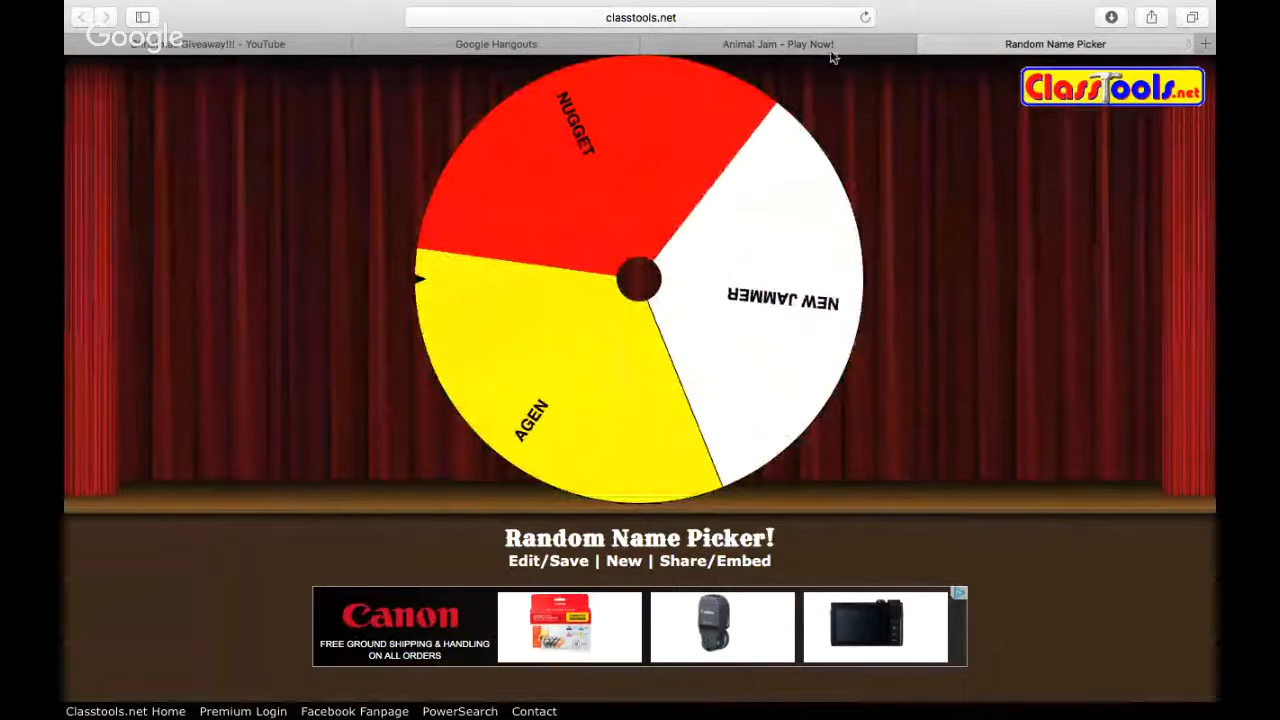 classtools.net
Google
Giveaway!!! - YouTube
Google Hangouts
Animal Jam - Play Now!
Random Name Picker
ClassTools.net
NUGGET
NEW JAMMER
AGEN
Random Name Picker!
Edit/Save | New | Share/Embed
Canon
FREE GROUND SHIPPING & HANDLING
ON ALL ORDERS
Classtools.net Home
Premium Login
Facebook Fanpage
PowerSearch
Contact